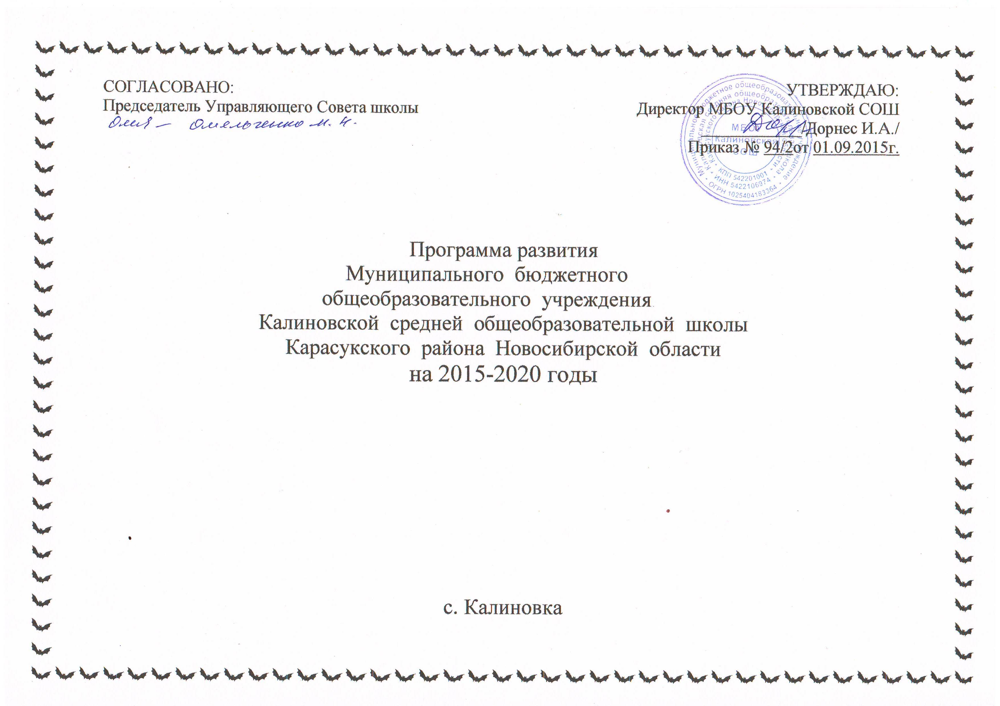 СОГЛАСОВАНО:
Председатель Управляющего Совета школы
Омельченко М. Н.
УТВЕРЖДАЮ:
Директор МБОУ Калиновской СОШ
/Дорнес И.А./
Приказ № 94/2от 01.09.2015г.
МБОУ
Калиновская
СОШ
КПП 542201001
ИНН 5422106974
ОГРН 1025404183364
Программа развития
Муниципального бюджетного
общеобразовательного учреждения
Калиновской средней общеобразовательной школы
Карасукского района Новосибирской области
на 2015-2020 годы
с. Калиновка